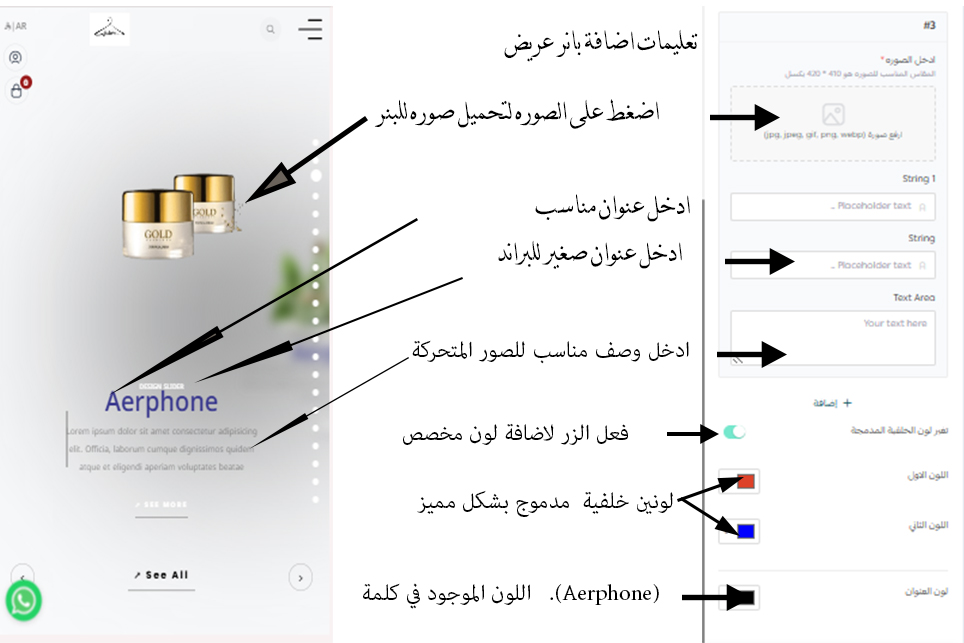 AR
0
GOLD
GOLD
DESIGN SLIDER
Aerphone
Lorem ipsum dolor sit amet consectetur adipisicing
elit. Officia, laborum cumque dignissimos quidem
atque et eligendi aperiam voluptates beatae
↗ SEE MORE
↗ See All
تعليمات اضافة بانر عريض
اضغط على الصوره لتحميل صوره للبنر
ادخل عنوان مناسب
ادخل عنوان صغير للبراند
ادخل وصف مناسب للصور المتحركة
فعل الزر لاضافة لون مخصص
لونين خلفية مدموج بشكل مميز
اللون الموجود في كلمة .(Aerphone)
#3
ادخل الصوره *
المقاس المناسب للصوره هو 410 * 420 بكسل
ارفع صورة (jpg, jpeg, gif, png, webp)
String 1
Placeholder text ..
String
Placeholder text ..
Text Area
Your text here
+ إضافة
تغير لون الخلفية المدمجة
اللون الاول
اللون الثاني
لون العنوان